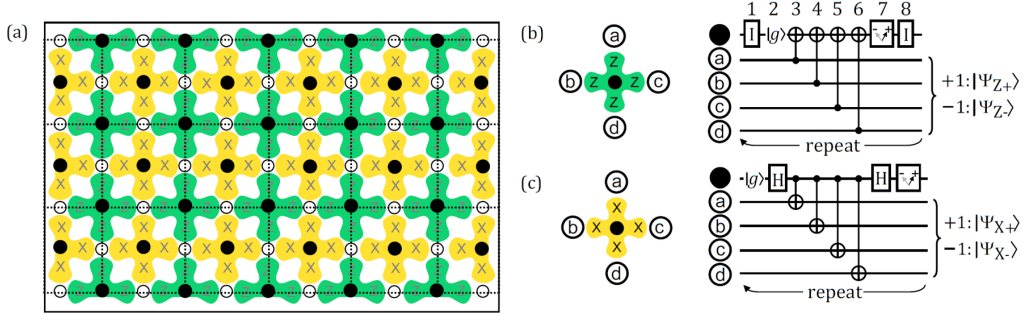 (a)
X X X X X X
X X X X X X X X X X X X
X X X X X X
X X X X X X
X X X X X X X X X X X X
X X X X X X
X X X X X X
X X X X X X X X X X X X
X X X X X X
(b)
a
Z
b Z Z c
Z
d
1 2 3 4 5 6 7 8
I |g⟩ I
a
b
c
d
+1:|Ψ_Z+⟩
−1:|Ψ_Z-⟩
repeat
(c)
a
X
b X X c
X
d
|g⟩ H H − +
a
b
c
d
+1:|Ψ_X+⟩
−1:|Ψ_X-⟩
repeat